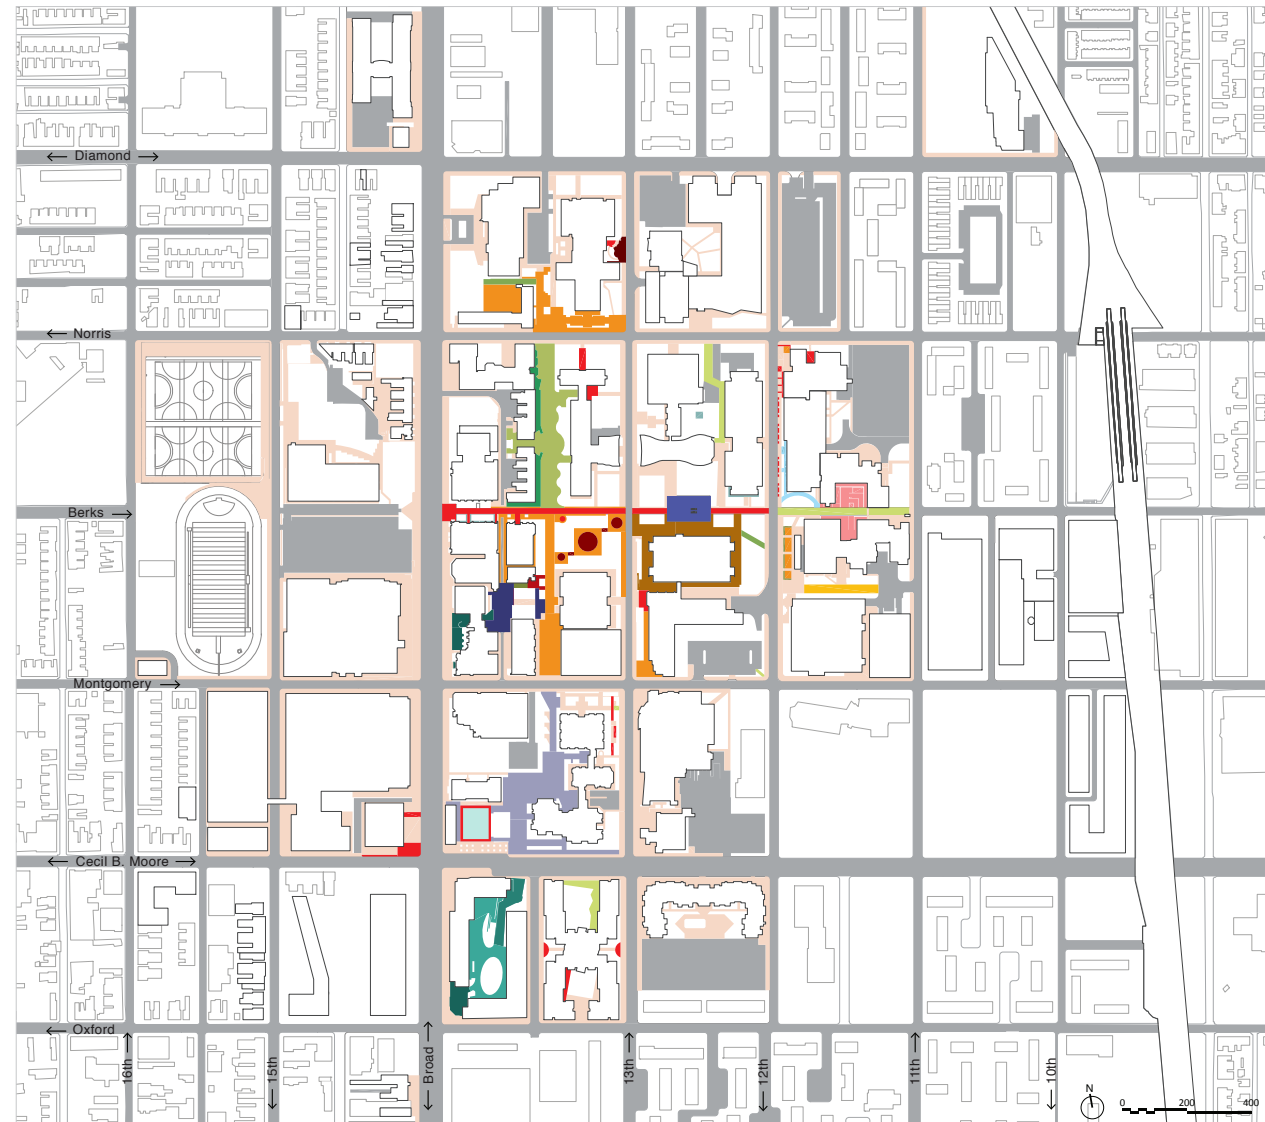 Diamond
Norris
Berks
Montgomery
Cecil B. Moore
Oxford
16th
15th
Broad
13th
12th
11th
10th
N
0 200 400